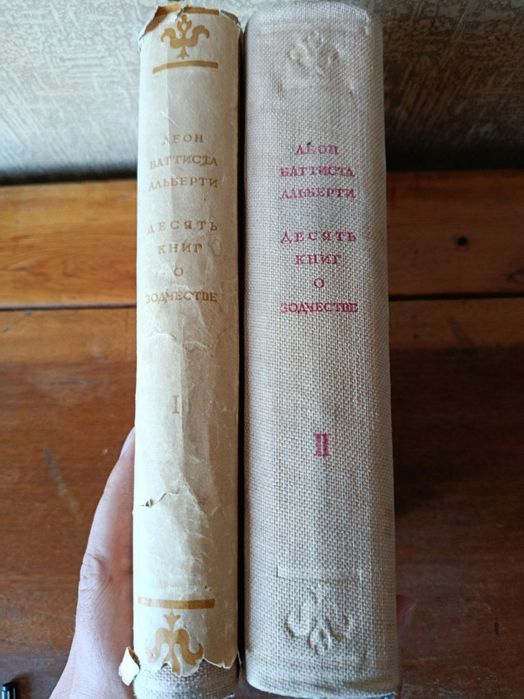 ЛЕОН
БАТТИСТА
АЛЬБЕРТИ
ДЕСЯТЬ
КНИГ
О
ЗОДЧЕСТВЕ
I
ЛЕОН
БАТТИСТА
АЛЬБЕРТИ
ДЕСЯТЬ
КНИГ
О
ЗОДЧЕСТВЕ
II